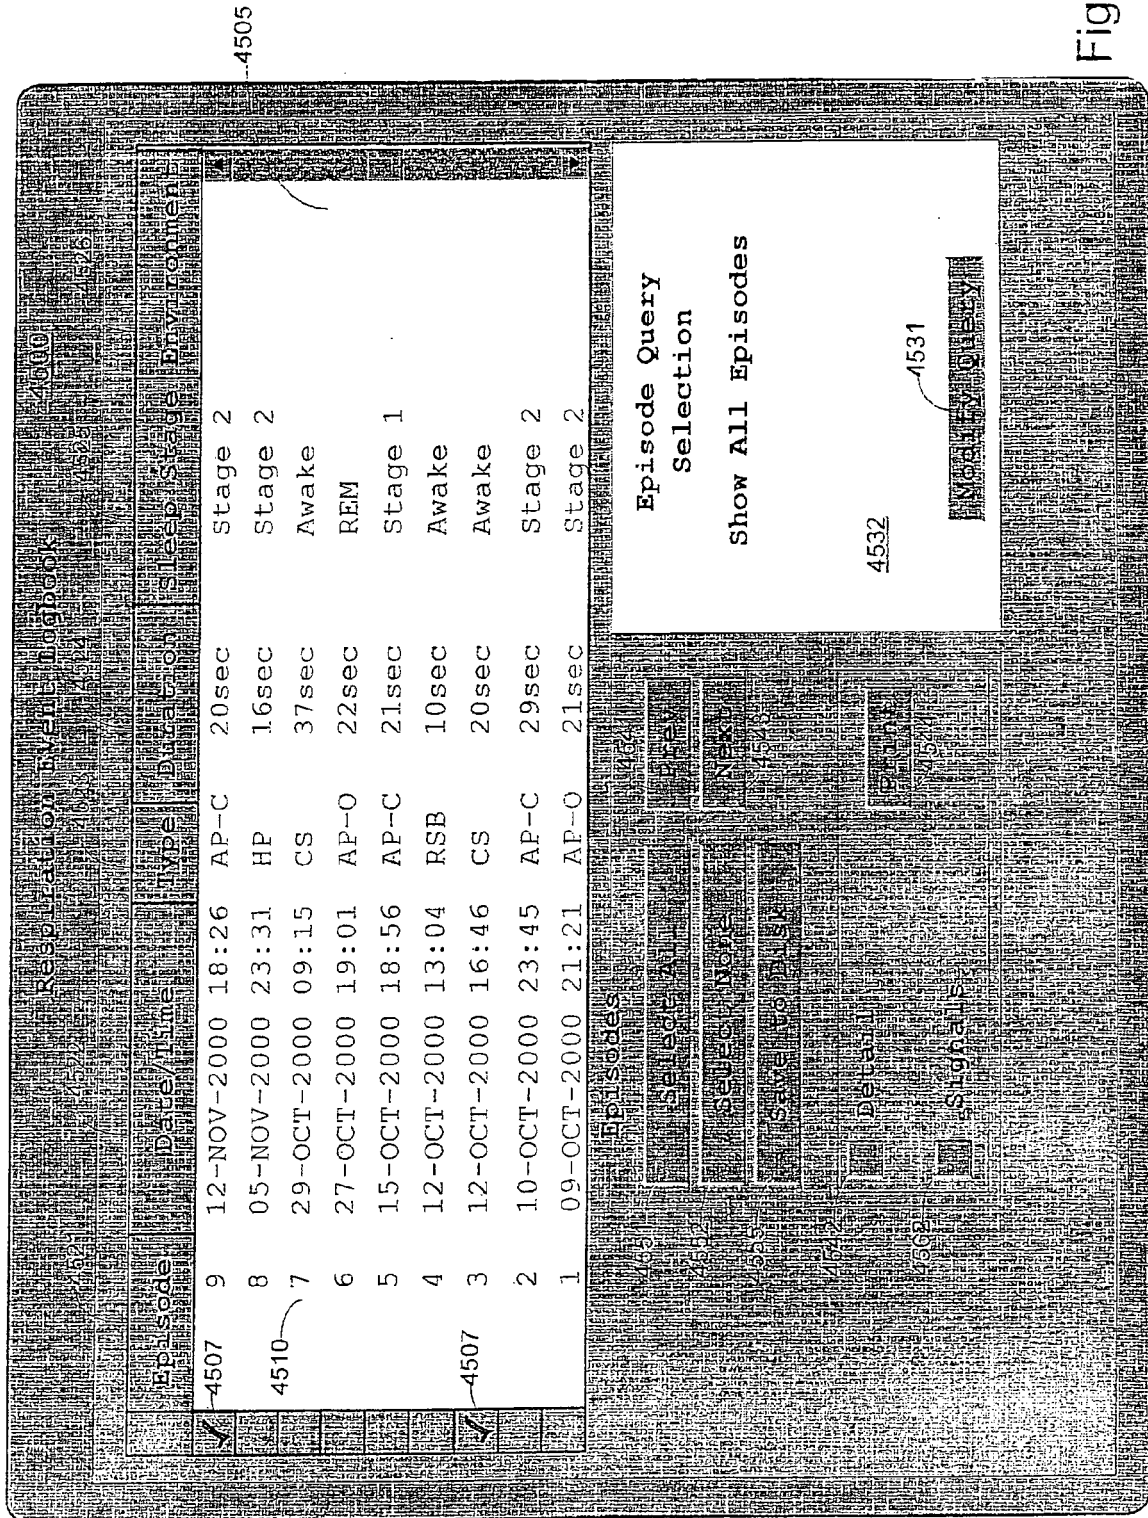 Respiration Event Logbook 4000
4505
4524
Episode Date/Time Type Duration Sleep Stage Environment
4507 9 12-NOV-2000 18:26 AP-C 20sec Stage 2
8 05-NOV-2000 23:31 HP 16sec Stage 2
4510 7 29-OCT-2000 09:15 CS 37sec Awake
6 27-OCT-2000 19:01 AP-O 22sec REM
5 15-OCT-2000 18:56 AP-C 21sec Stage 1
4 12-OCT-2000 13:04 RSB 10sec Awake
4507 3 12-OCT-2000 16:46 CS 20sec Awake
2 10-OCT-2000 23:45 AP-C 29sec Stage 2
1 09-OCT-2000 21:21 AP-O 21sec Stage 2
Episodes
Select All Prev
Select None Next
Save to Disk
Detail Print
Signals
Episode Query
Selection
Show All Episodes
4532
4531
Modify Query
Fig